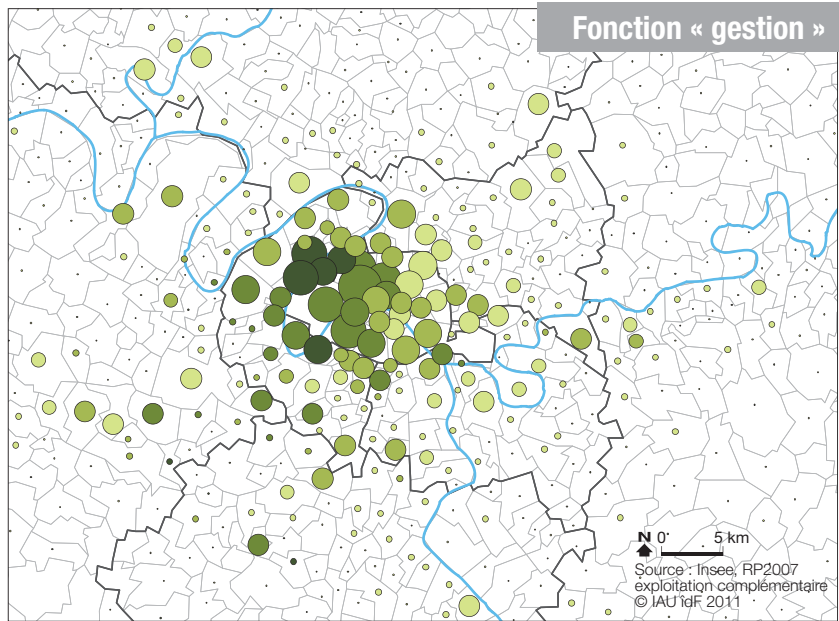 Fonction « gestion »
N 0 5 km
Source : Insee, RP2007
exploitation complémentaire
© IAU îdF 2011